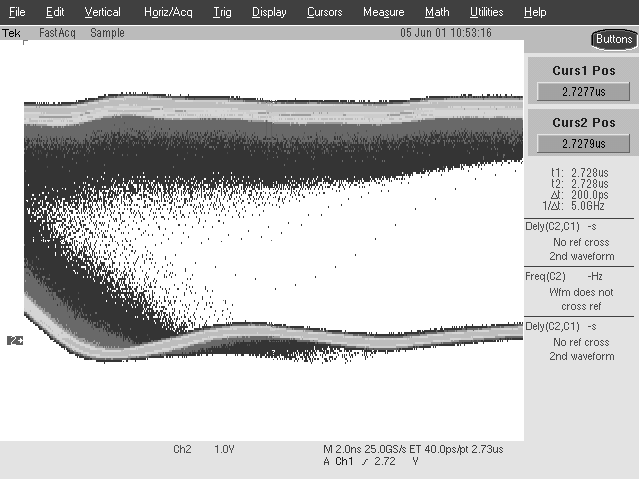 File Edit Vertical Horiz/Acq Trig Display Cursors Measure Math Utilities Help
Tek FastAcq Sample 05 Jun 01 10:53:16
Buttons
Curs1 Pos
2.7277us
Curs2 Pos
2.7279us
t1: 2.728us
t2: 2.728us
Δt: 200.0ps
1/Δt: 5.0GHz
Dely(C2,C1) -s
No ref cross
2nd waveform
Freq(C2) -Hz
Wfm does not
cross ref
Dely(C2,C1) -s
No ref cross
2nd waveform
2
Ch2 1.0V M 2.0ns 25.0GS/s ET 40.0ps/pt 2.73us
A Ch1 ∕ 2.72 V